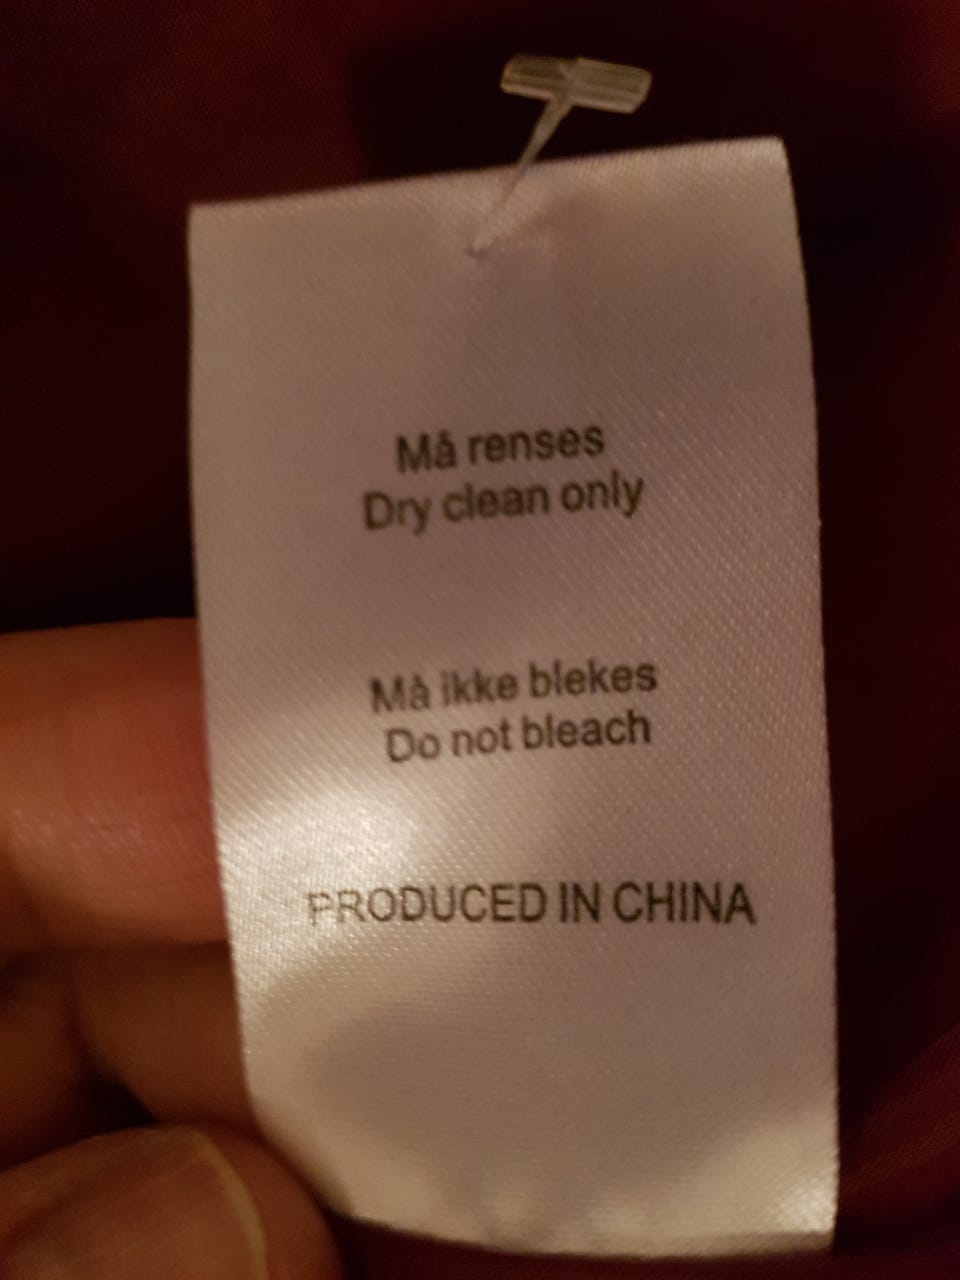 Må renses
Dry clean only
Må ikke blekes
Do not bleach
PRODUCED IN CHINA